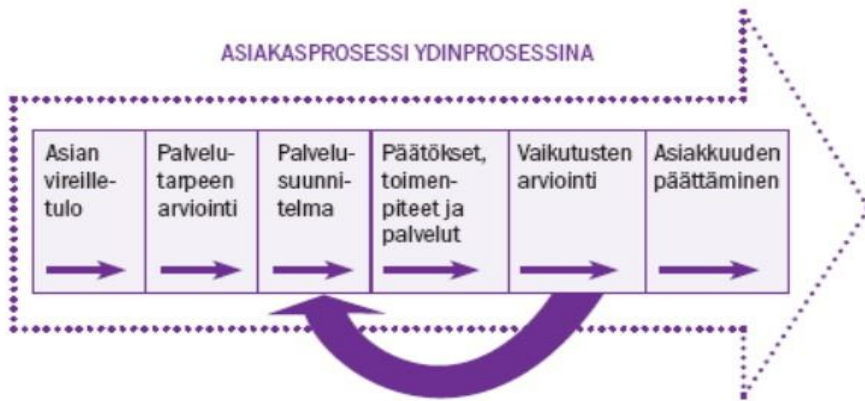 ASIAKASPROSESSI YDINPROSESSINA
Asian
vireille-
tulo
Palvelu-
tarpeen
arviointi
Palvelu-
suunni-
telma
Päätökset,
toimen-
piteet ja
palvelut
Vaikutusten
arviointi
Asiakkuuden
päättäminen